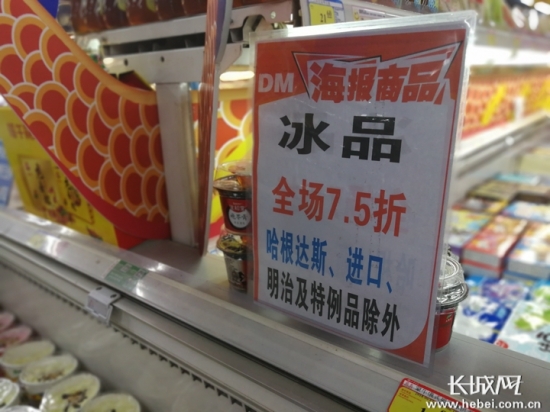 DM
海报商品
冰品
全场7.5折
哈根达斯、进口、
明治及特例品除外
长城网
www.hebei.com.cn